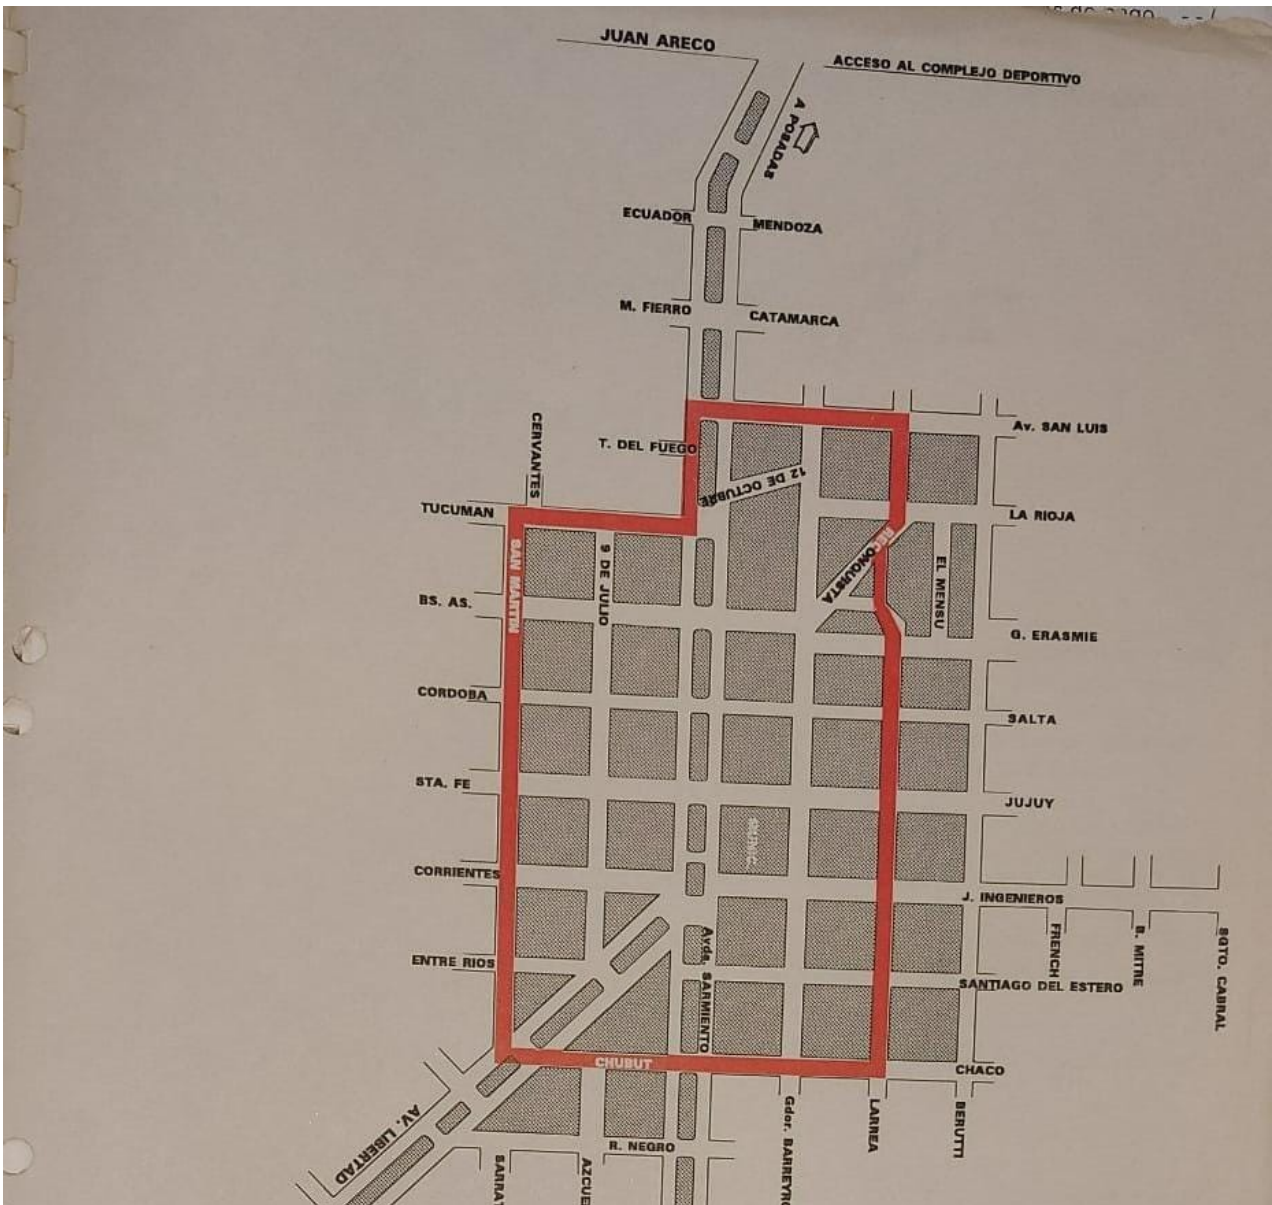 JUAN ARECO
ACCESO AL COMPLEJO DEPORTIVO
A POSADAS
ECUADOR
MENDOZA
M. FIERRO
CATAMARCA
CERVANTES
T. DEL FUEGO
Av. SAN LUIS
12 DE OCTUBRE
TUCUMAN
LA RIOJA
SAN MARTIN
9 DE JULIO
RECONQUISTA
EL MENSU
BS. AS.
G. ERASMIE
CORDOBA
SALTA
STA. FE
JUJUY
CORRIENTES
J. INGENIEROS
FRENCH
B. MITRE
SGTO. CABRAL
Avda. SARMIENTO
ENTRE RIOS
SANTIAGO DEL ESTERO
CHUBUT
CHACO
AV. LIBERTAD
Gdor. BARREYRO
LARREA
BERUTTI
R. NEGRO